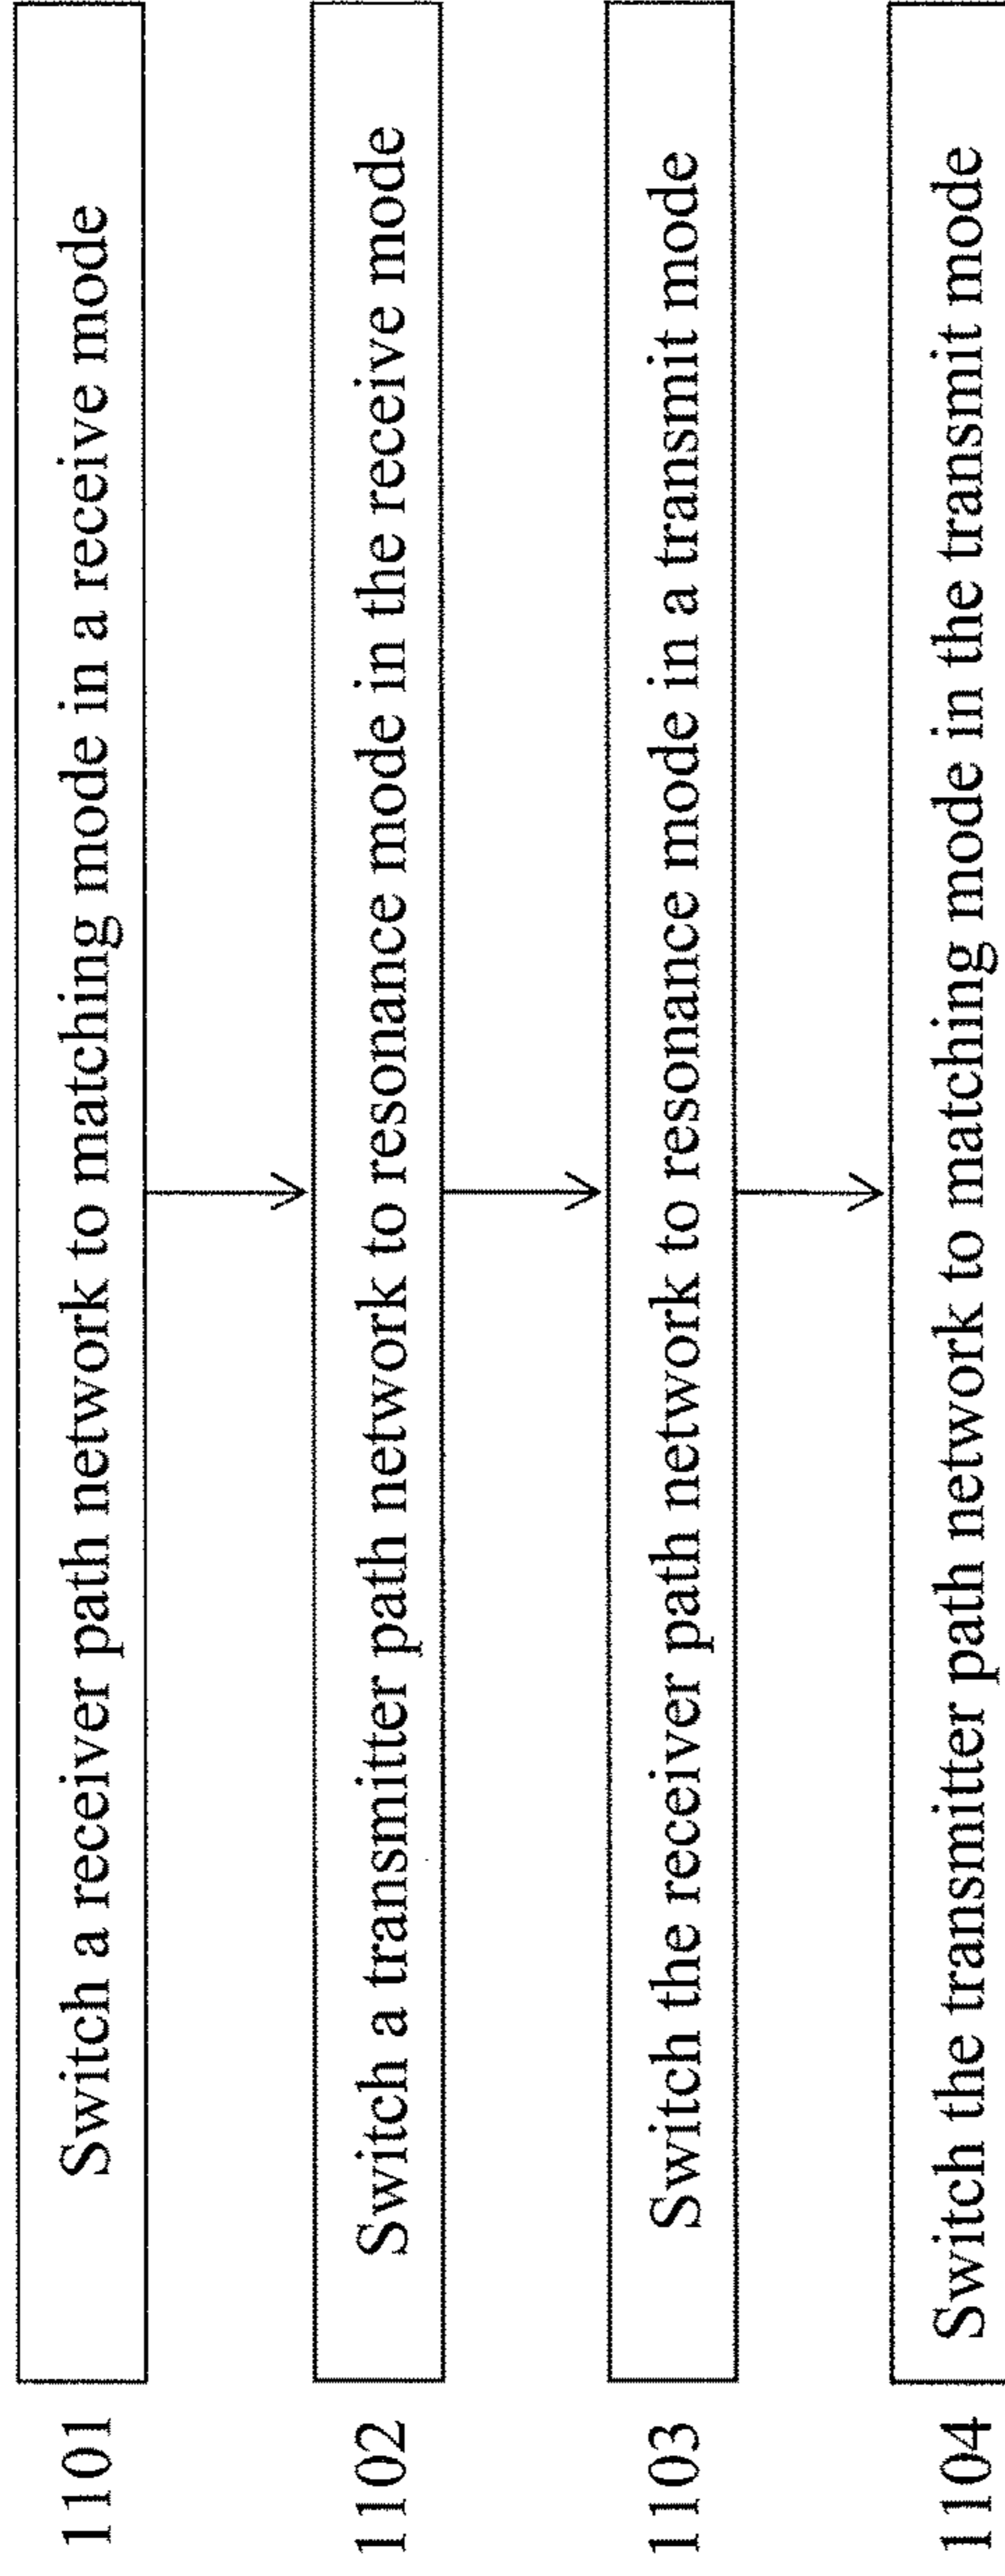 1101 Switch a receiver path network to matching mode in a receive mode
1102 Switch a transmitter path network to resonance mode in the receive mode
1103 Switch the receiver path network to resonance mode in a transmit mode
1104 Switch the transmitter path network to matching mode in the transmit mode